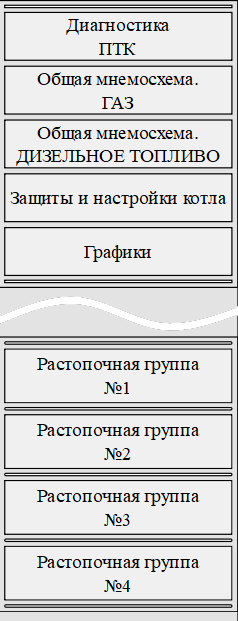 Диагностика
ПТК
Общая мнемосхема.
ГАЗ
Общая мнемосхема.
ДИЗЕЛЬНОЕ ТОПЛИВО
Защиты и настройки котла
Графики
Растопочная группа
№1
Растопочная группа
№2
Растопочная группа
№3
Растопочная группа
№4